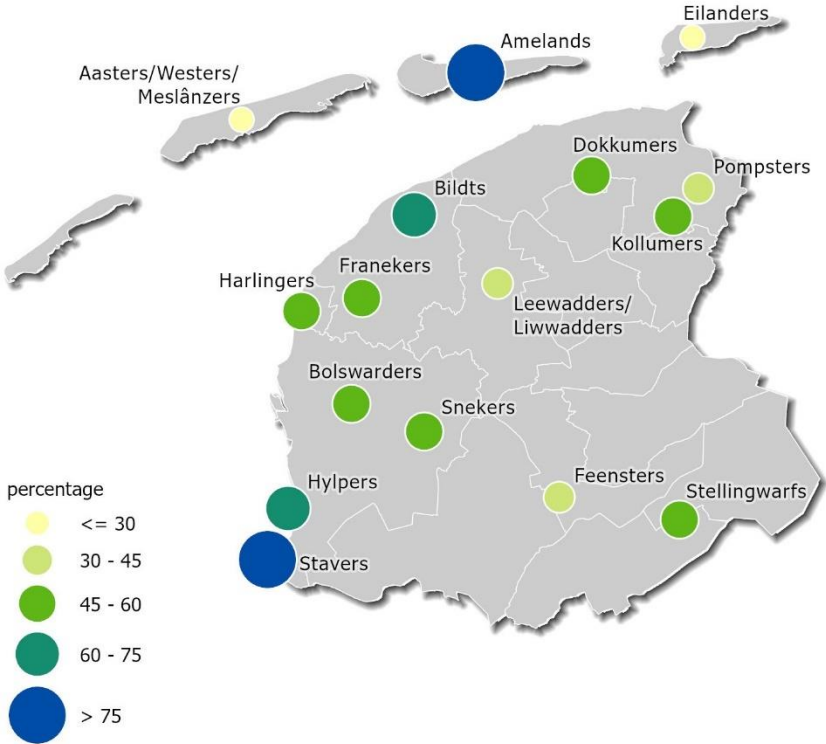 Eilanders
Amelands
Aasters/Westers/
Meslânzers
Dokkumers
Pompsters
Bildts
Kollumers
Franekers
Harlingers
Leewadders/
Liwwadders
Bolswarders
Snekers
Feensters
Hylpers
Stellingwarfs
Stavers
percentage
<= 30
30 - 45
45 - 60
60 - 75
> 75